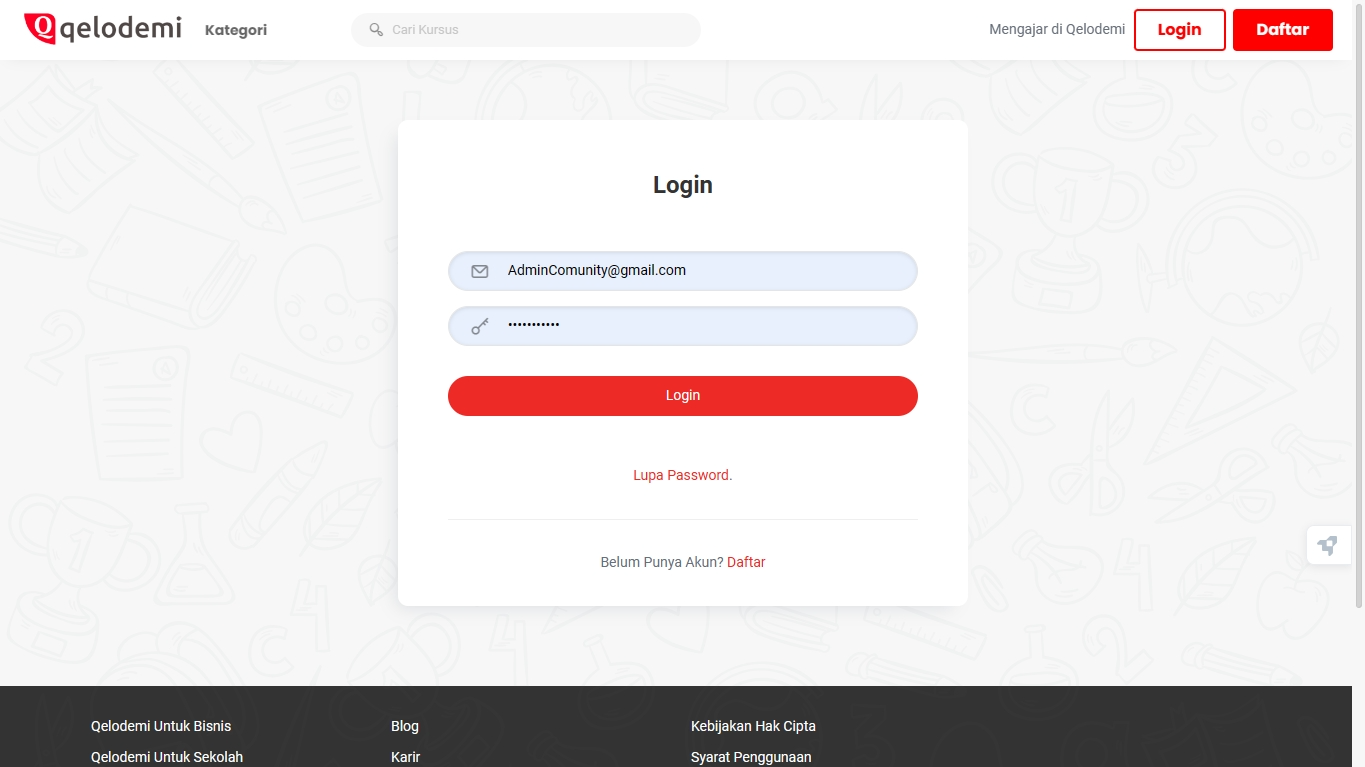 qelodemi Kategori Cari Kursus Mengajar di Qelodemi Login Daftar
Login
AdminComunity@gmail.com
•••••••••••
Login
Lupa Password.
Belum Punya Akun? Daftar
Qelodemi Untuk Bisnis Blog Kebijakan Hak Cipta
Qelodemi Untuk Sekolah Karir Syarat Penggunaan